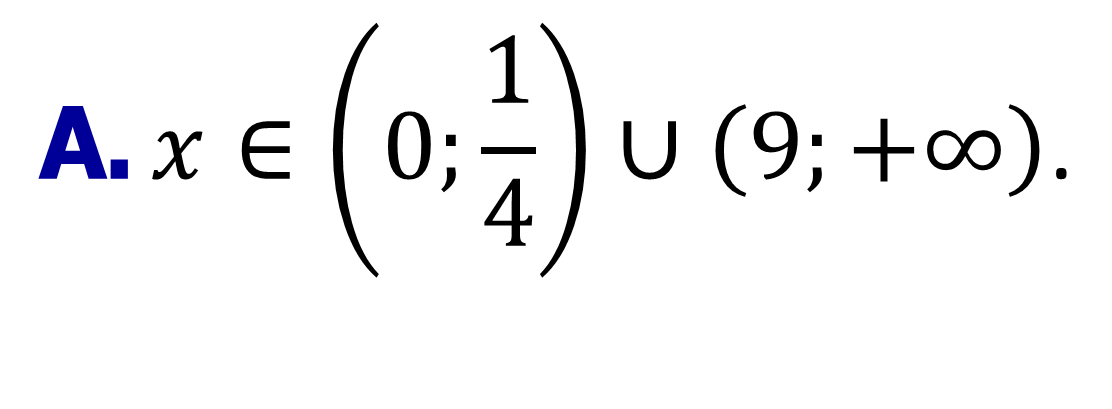 A. x ∈ (0; 1/4) ∪ (9; +∞).